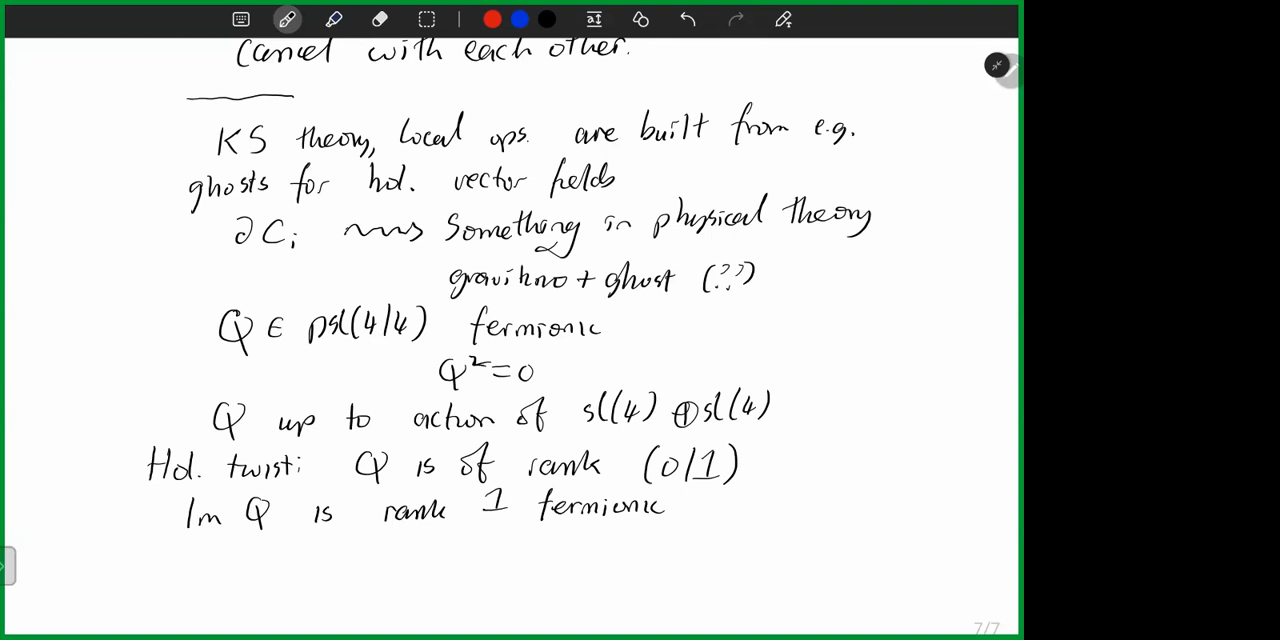 Cancel with each other.
KS theory, local ops. are built from e.g.
ghosts for hol. vector fields
∂C_i ⇝ something in physical theory
gravitino + ghost (??)
Q ∈ psl(4/4) fermionic
Q² = 0
Q up to action of sl(4) ⊕ sl(4)
Hol. twist: Q is of rank (0/1)
Im Q is rank 1 fermionic
7/7